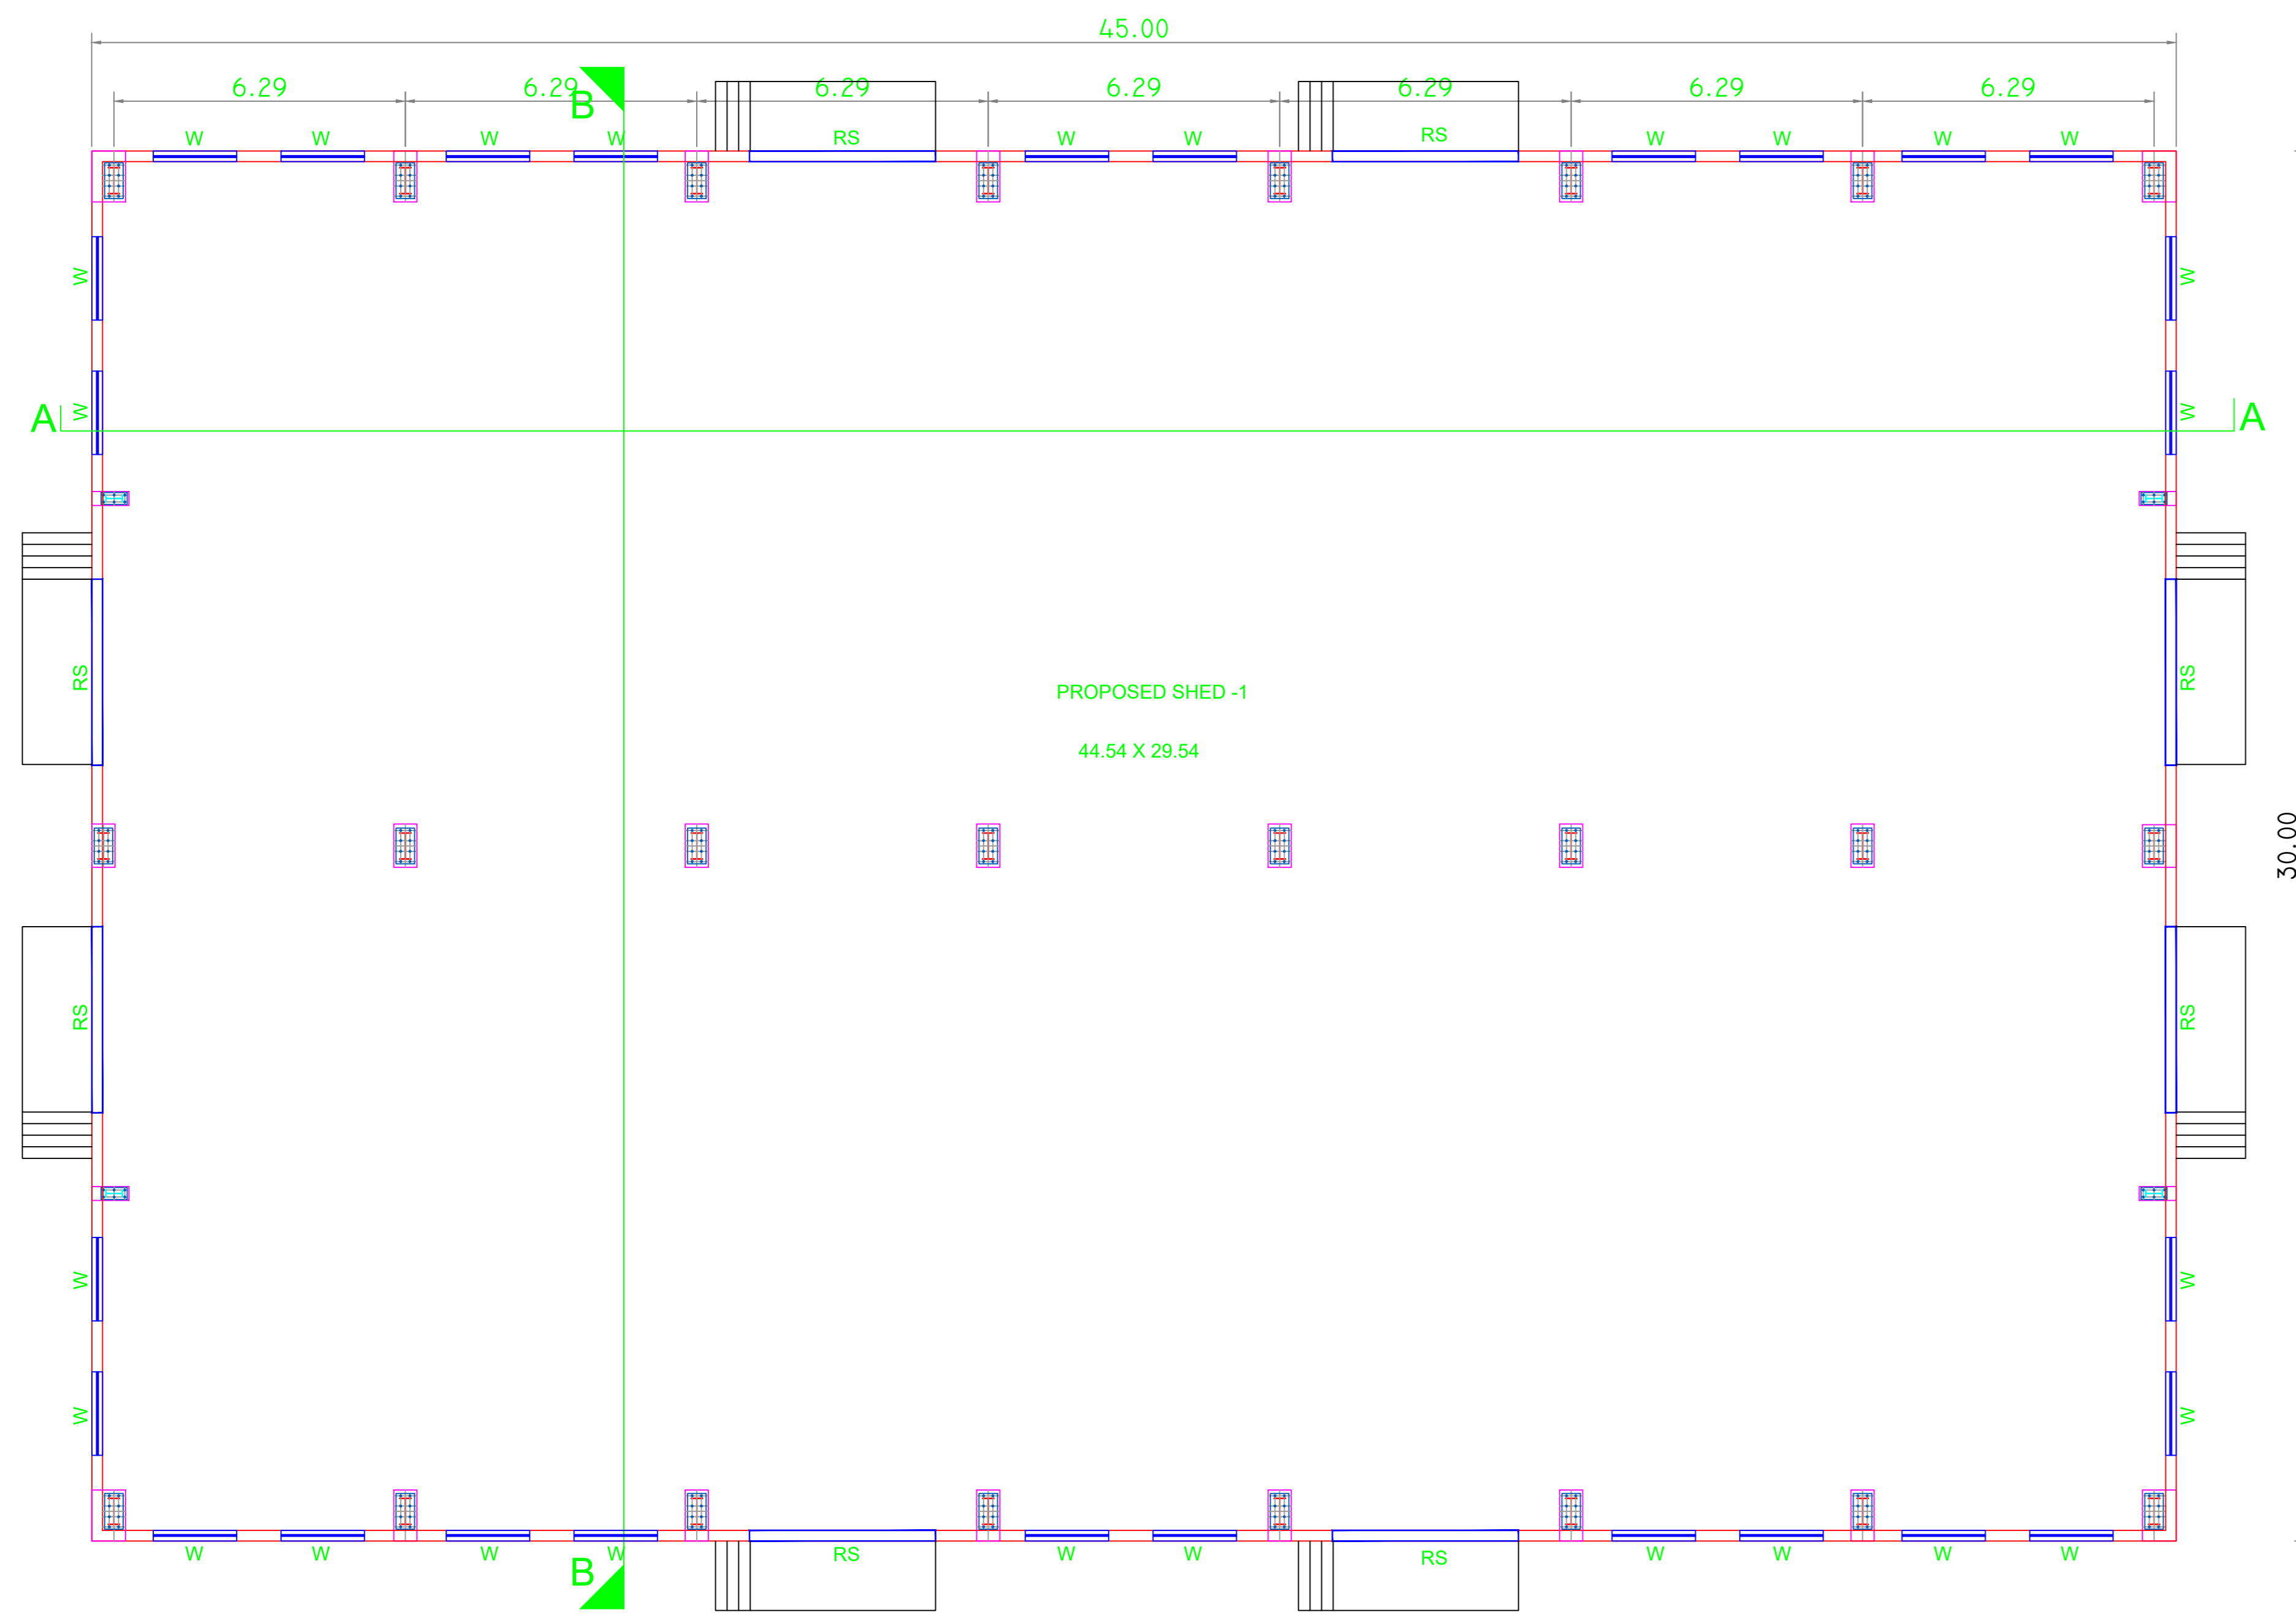 45.00
6.29 6.29 6.29 6.29 6.29 6.29 6.29
B
W W W W RS W W RS W W W W
W W
W W
A A
RS RS
PROPOSED SHED -1
44.54 X 29.54
30.00
RS RS
W W
W W
W W W W RS W W RS W W W W
B